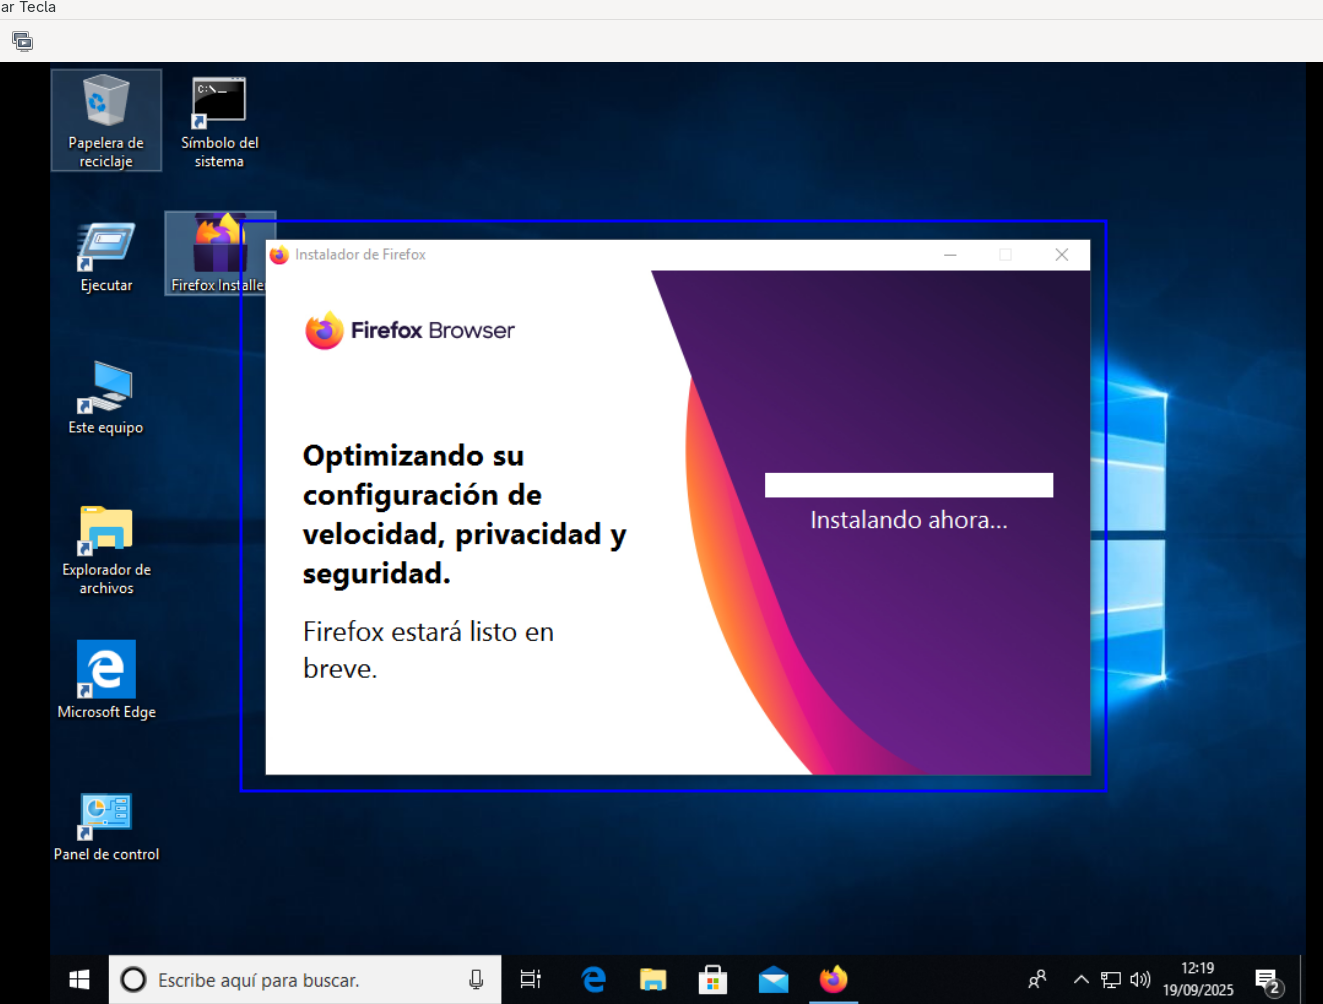 ar Tecla
Papelera de
reciclaje
C:\
Símbolo del
sistema
Ejecutar
Firefox Installer
Este equipo
Explorador de
archivos
Microsoft Edge
Panel de control
Instalador de Firefox
Firefox Browser
Optimizando su
configuración de
velocidad, privacidad y
seguridad.
Firefox estará listo en
breve.
Instalando ahora...
Escribe aquí para buscar.
12:19
19/09/2025
2